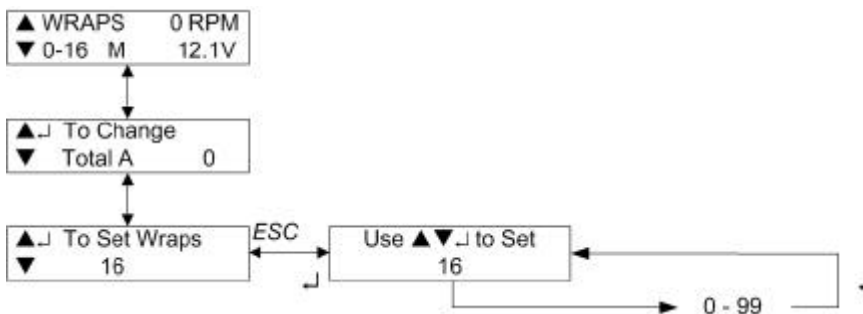 ▲ WRAPS 0 RPM
▼ 0-16 M 12.1V
▲↵ To Change
▼ Total A 0
▲↵ To Set Wraps
▼ 16
ESC
↵
Use ▲▼↵ to Set
16
0 - 99
↵